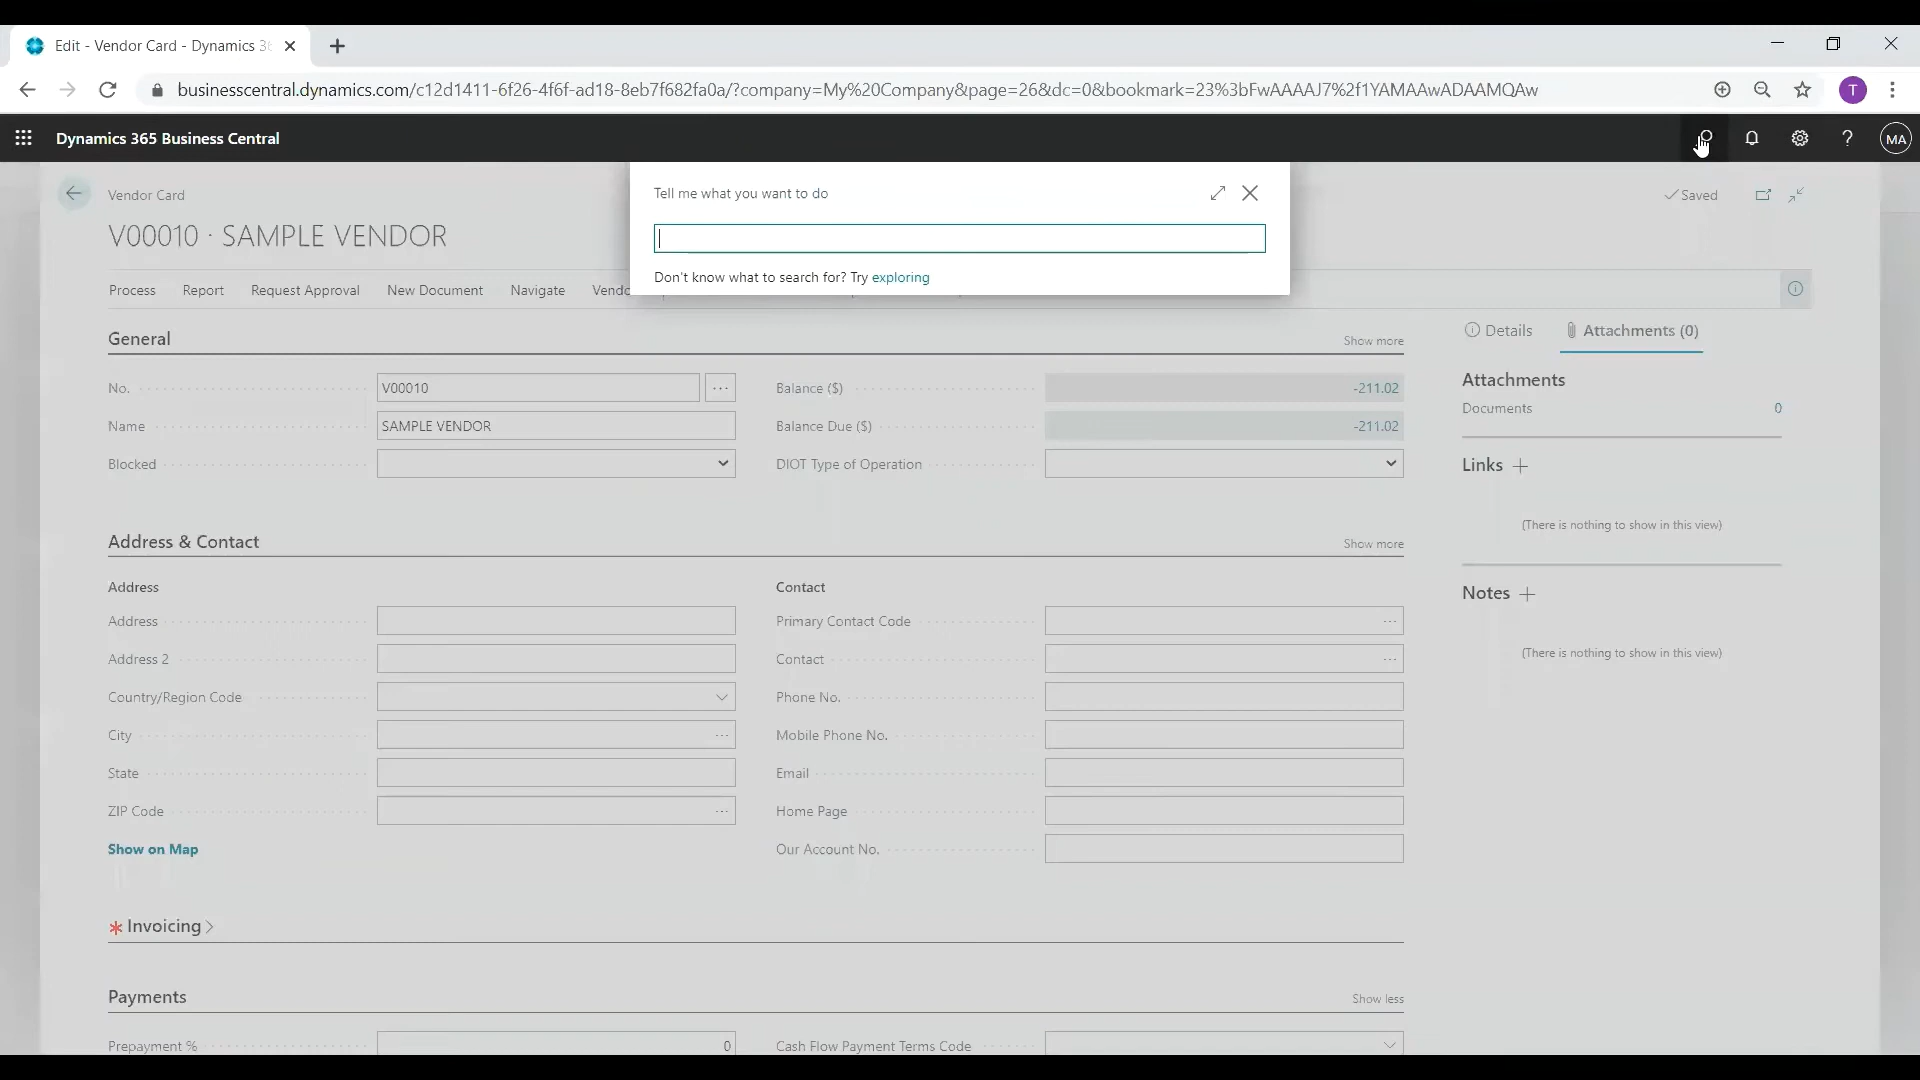 Edit - Vendor Card - Dynamics 36
businesscentral.dynamics.com/c12d1411-6f26-4f6f-ad18-8eb7f682fa0a/?company=My%20Company&page=26&dc=0&bookmark=23%3bFwAAAAJ7%2f1YAMAAwADAAMQAw
T
Dynamics 365 Business Central
?
MA
Vendor Card
Tell me what you want to do
Saved
V00010 · SAMPLE VENDOR
Don't know what to search for? Try exploring
Process
Report
Request Approval
New Document
Navigate
General
Show more
Details
Attachments (0)
No.
V00010
Balance ($)
-211.02
Attachments
Documents
0
Name
SAMPLE VENDOR
Balance Due ($)
-211.02
Blocked
DIOT Type of Operation
Links
(There is nothing to show in this view)
Address & Contact
Show more
Address
Contact
Notes
Address
Primary Contact Code
(There is nothing to show in this view)
Address 2
Contact
Country/Region Code
Phone No.
City
Mobile Phone No.
State
Email
ZIP Code
Home Page
Show on Map
Our Account No.
* Invoicing >
Payments
Show less
Prepayment %
0
Cash Flow Payment Terms Code